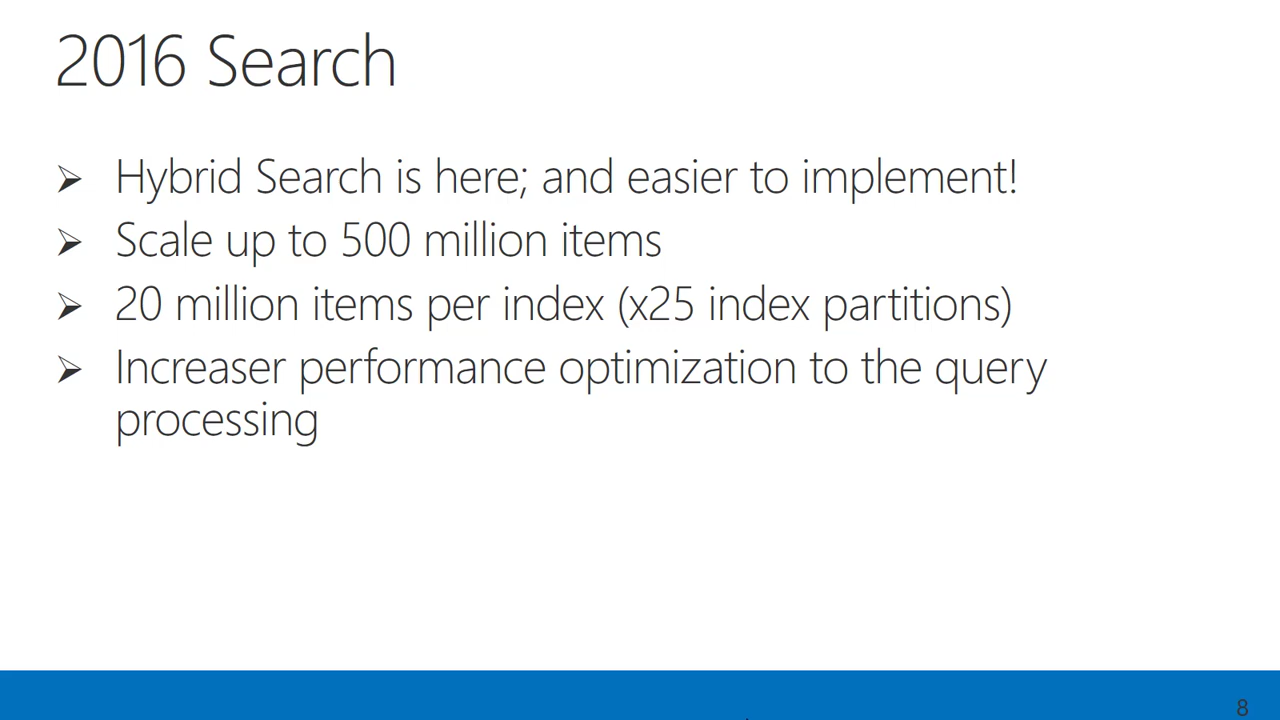 2016 Search
➢ Hybrid Search is here; and easier to implement!
➢ Scale up to 500 million items
➢ 20 million items per index (x25 index partitions)
➢ Increaser performance optimization to the query
processing
8